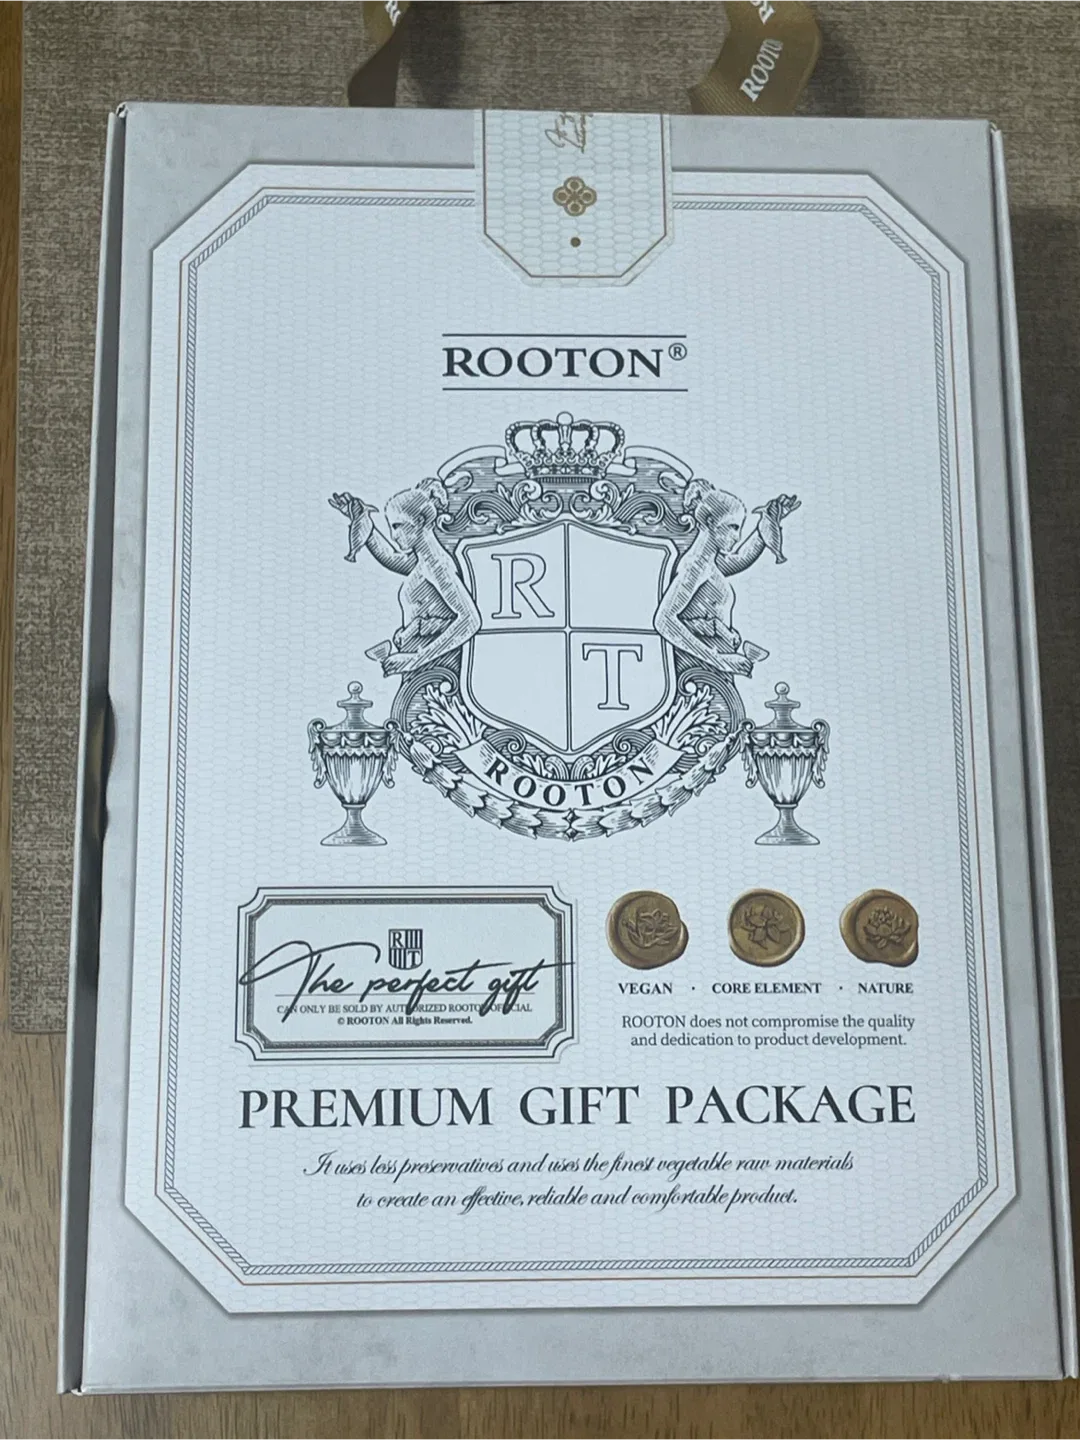 ROOTON
ROOTON®
R
T
ROOTON
R T
The perfect gift
CAN ONLY BE SOLD BY AUTHORIZED ROOTON OFFICIAL
© ROOTON All Rights Reserved.
VEGAN · CORE ELEMENT · NATURE
ROOTON does not compromise the quality
and dedication to product development.
PREMIUM GIFT PACKAGE
It uses less preservatives and uses the finest vegetable raw materials
to create an effective, reliable and comfortable product.